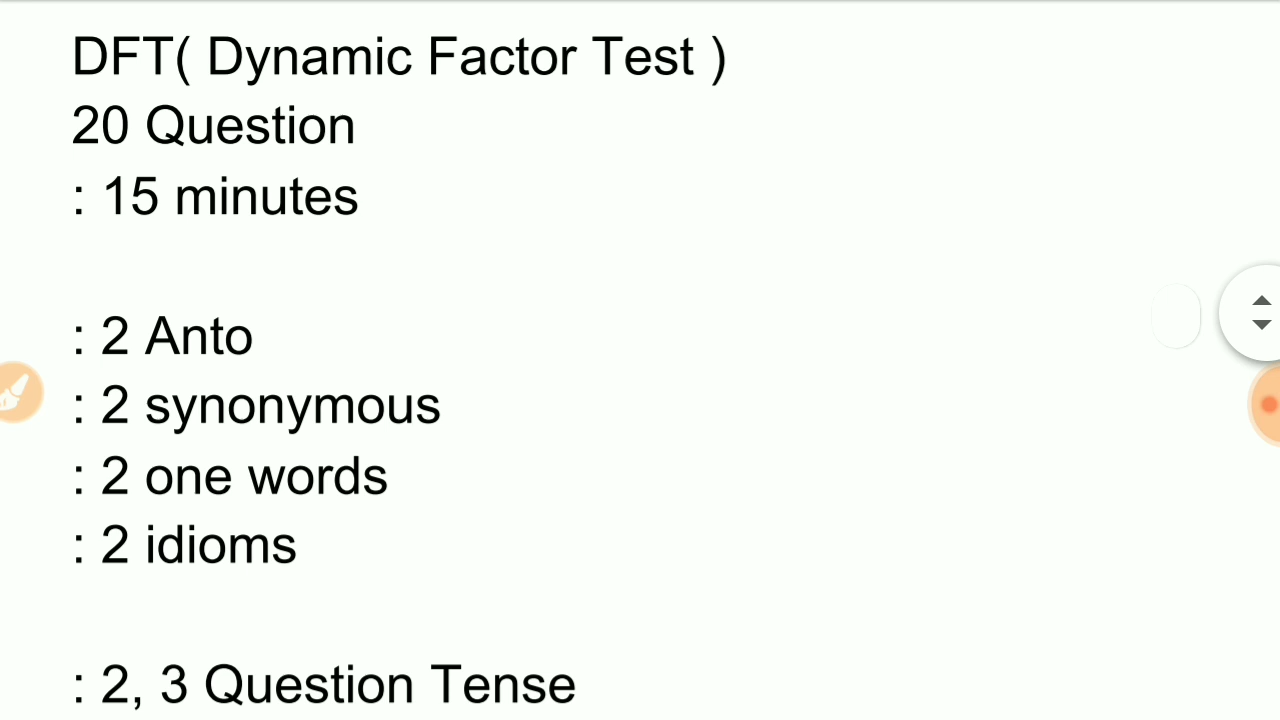 DFT( Dynamic Factor Test )
20 Question
: 15 minutes
: 2 Anto
: 2 synonymous
: 2 one words
: 2 idioms
: 2, 3 Question Tense